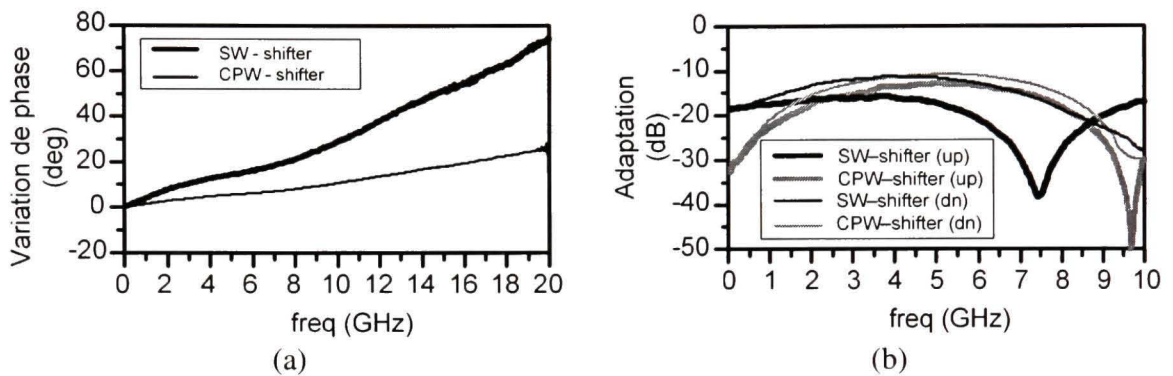 Variation de phase
(deg)
80
60
40
20
0
-20
SW - shifter
CPW - shifter
0 2 4 6 8 10 12 14 16 18 20
freq (GHz)
(a)
Adaptation
(dB)
0
-10
-20
-30
-40
-50
SW–shifter (up)
CPW–shifter (up)
SW–shifter (dn)
CPW–shifter (dn)
0 1 2 3 4 5 6 7 8 9 10
freq (GHz)
(b)